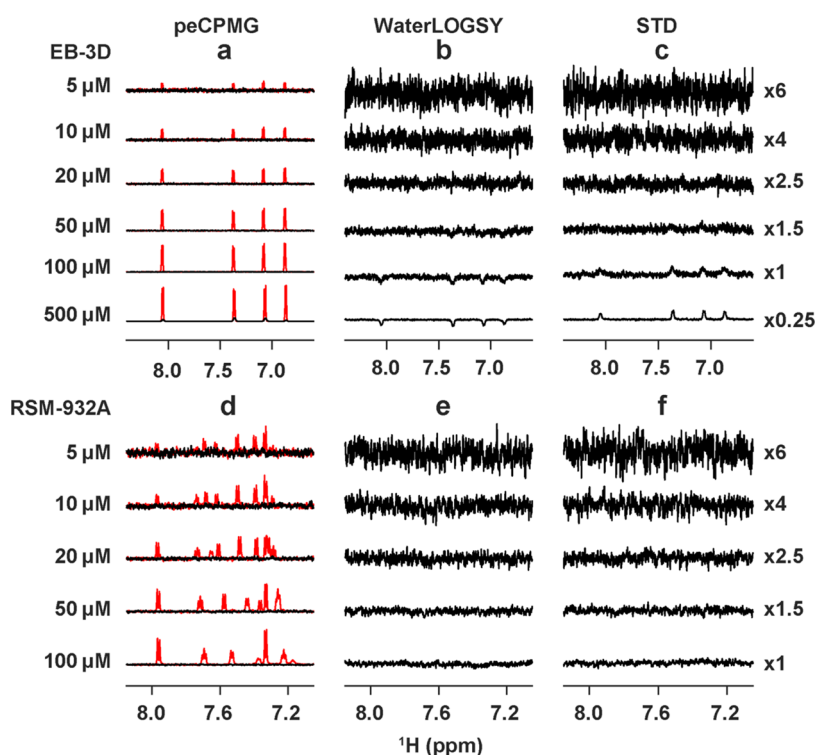 peCPMG WaterLOGSY STD
EB-3D a b c
5 µM x6
10 µM x4
20 µM x2.5
50 µM x1.5
100 µM x1
500 µM x0.25
8.0 7.5 7.0 8.0 7.5 7.0 8.0 7.5 7.0
RSM-932A d e f
5 µM x6
10 µM x4
20 µM x2.5
50 µM x1.5
100 µM x1
8.0 7.6 7.2 8.0 7.6 7.2 8.0 7.6 7.2
¹H (ppm)